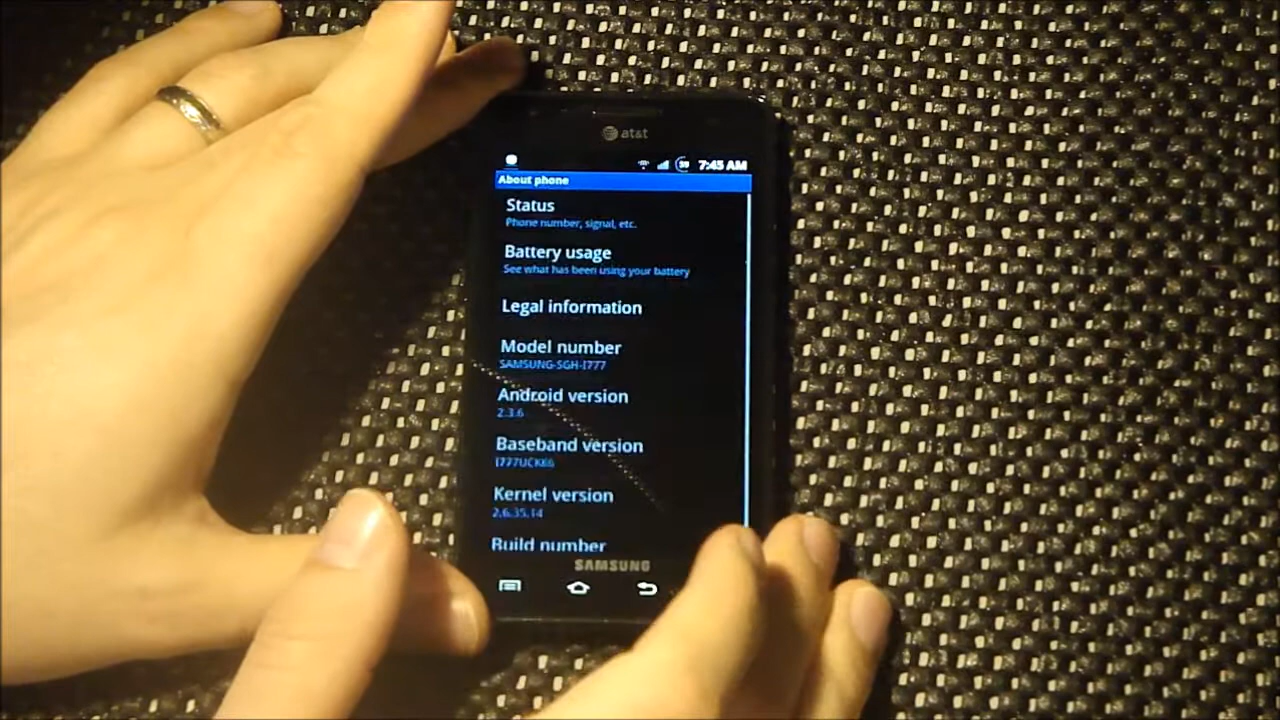 at&t
7:45 AM
About phone
Status
Phone number, signal, etc.
Battery usage
See what has been using your battery
Legal information
Model number
SAMSUNG-SGH-I777
Android version
2.3.6
Baseband version
I777UCKK6
Kernel version
2.6.35.14
Build number
SAMSUNG